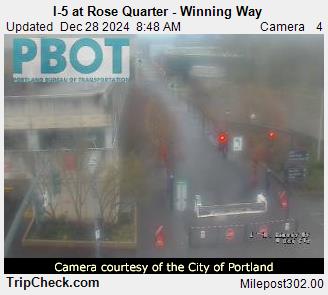 I-5 at Rose Quarter - Winning Way
Updated Dec 28 2024 8:48 AM Camera 4
PBOT
PORTLAND BUREAU OF TRANSPORTATION
Camera courtesy of the City of Portland
TripCheck.com Milepost302.00